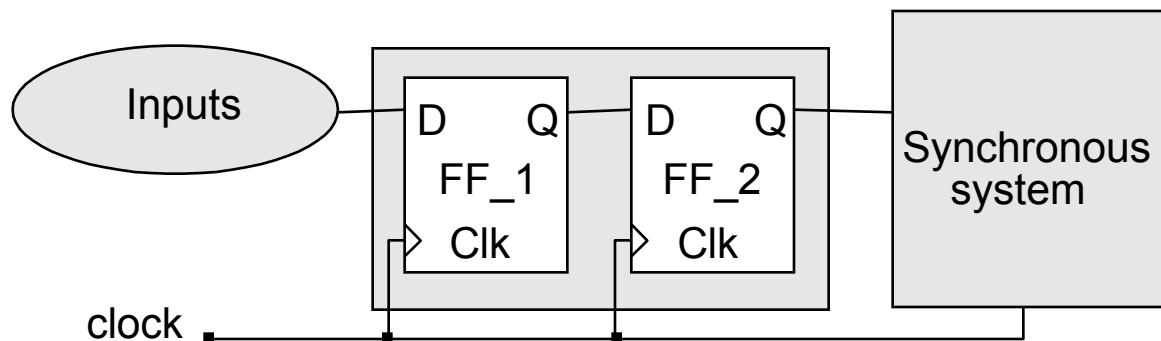 Inputs
D
Q
FF_1
Clk
D
Q
FF_2
Clk
Synchronous
system
clock